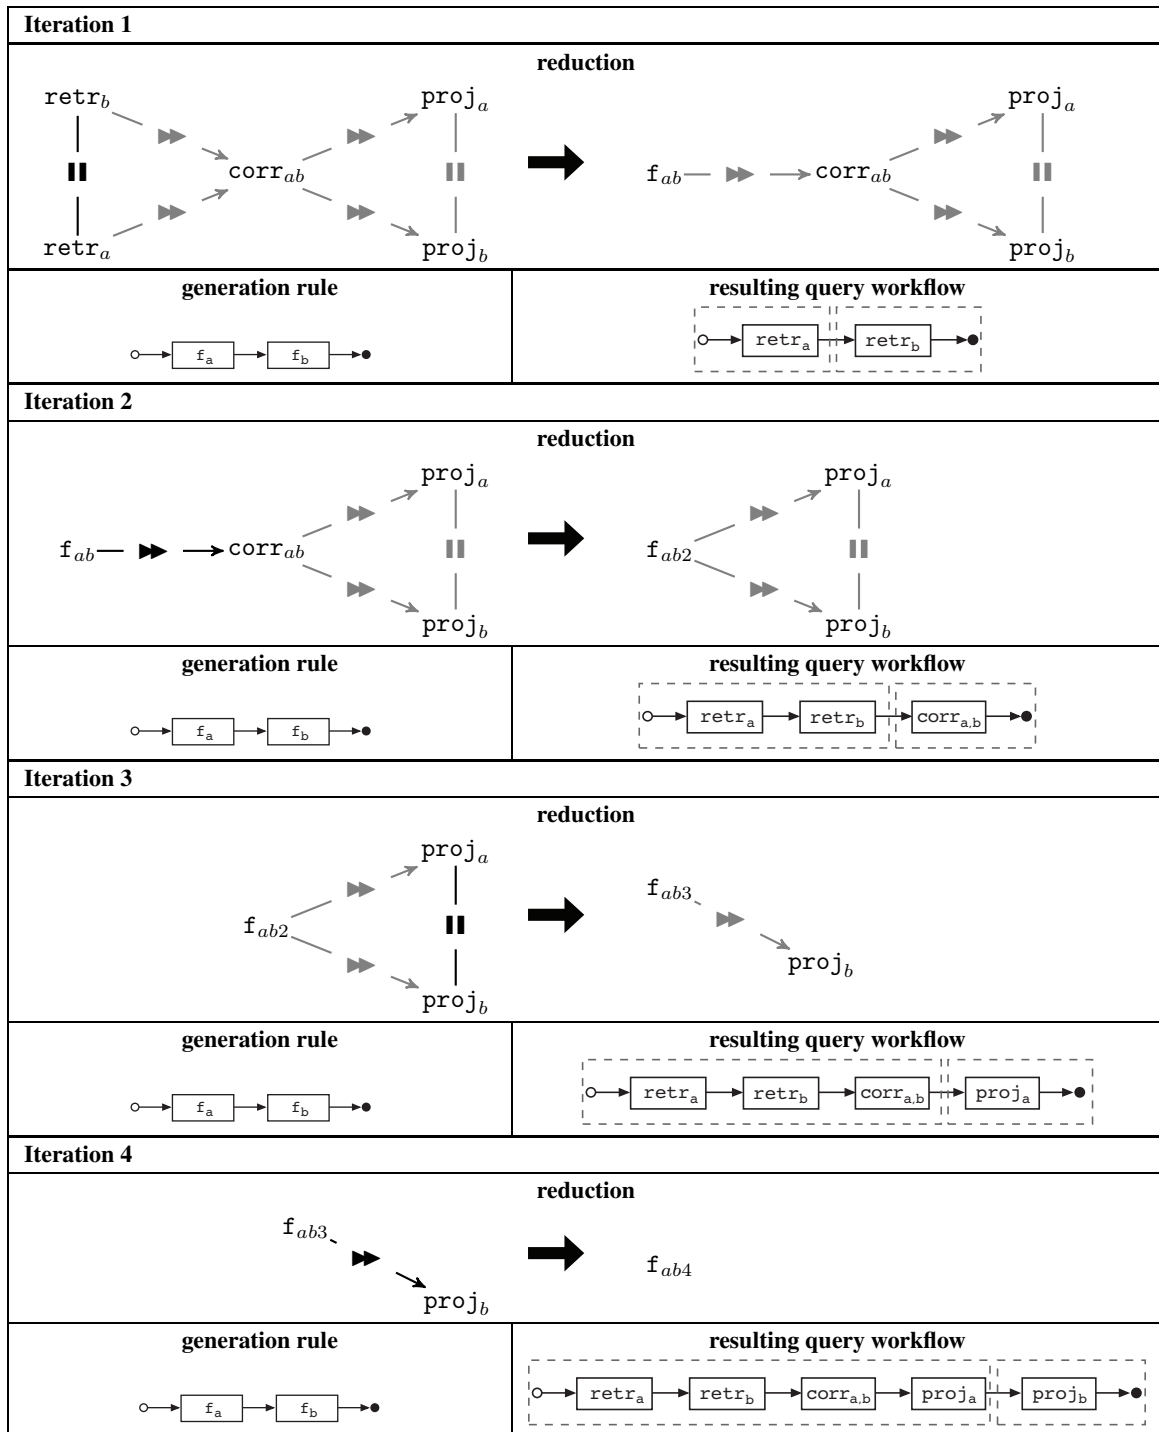 Iteration 1
reduction
retr_b proj_a proj_a
corr_ab f_ab corr_ab
retr_a proj_b proj_b
generation rule resulting query workflow
f_a f_b retr_a retr_b
Iteration 2
reduction
proj_a proj_a
f_ab corr_ab f_ab2
proj_b proj_b
generation rule resulting query workflow
f_a f_b retr_a retr_b corr_a,b
Iteration 3
reduction
proj_a
f_ab3
f_ab2
proj_b
proj_b
generation rule resulting query workflow
f_a f_b retr_a retr_b corr_a,b proj_a
Iteration 4
reduction
f_ab3
f_ab4
proj_b
generation rule resulting query workflow
f_a f_b retr_a retr_b corr_a,b proj_a proj_b